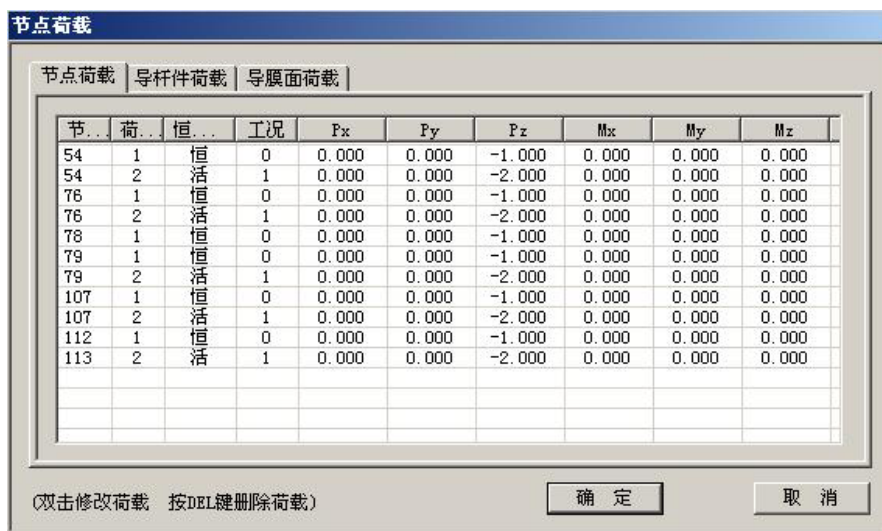 节点荷载
节点荷载 导杆件荷载 导膜面荷载
节... 荷... 恒... 工况 Px Py Pz Mx My Mz
54 1 恒 0 0.000 0.000 -1.000 0.000 0.000 0.000
54 2 活 1 0.000 0.000 -2.000 0.000 0.000 0.000
76 1 恒 0 0.000 0.000 -1.000 0.000 0.000 0.000
76 2 活 1 0.000 0.000 -2.000 0.000 0.000 0.000
78 1 恒 0 0.000 0.000 -1.000 0.000 0.000 0.000
79 1 恒 0 0.000 0.000 -1.000 0.000 0.000 0.000
79 2 活 1 0.000 0.000 -2.000 0.000 0.000 0.000
107 1 恒 0 0.000 0.000 -1.000 0.000 0.000 0.000
107 2 活 1 0.000 0.000 -2.000 0.000 0.000 0.000
112 1 恒 0 0.000 0.000 -1.000 0.000 0.000 0.000
113 2 活 1 0.000 0.000 -2.000 0.000 0.000 0.000
(双击修改荷载 按DEL键删除荷载) 确 定 取 消